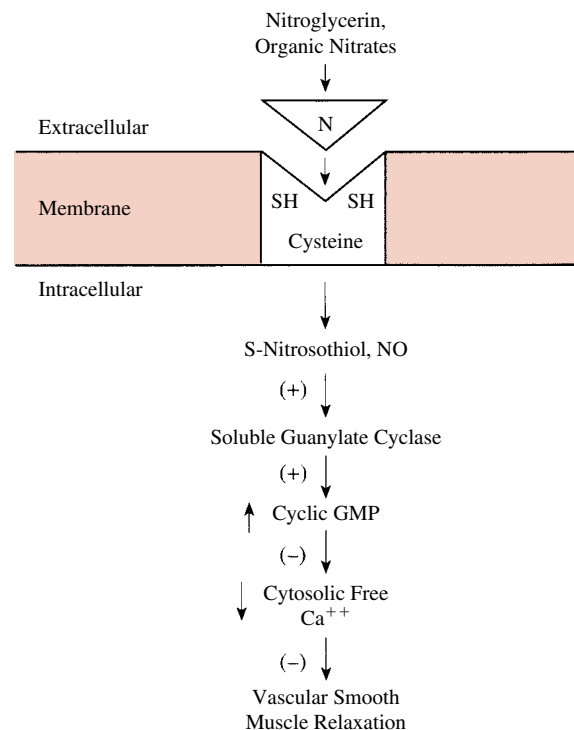 Nitroglycerin,
Organic Nitrates
N
Extracellular
SH SH
Membrane
Cysteine
Intracellular
S-Nitrosothiol, NO
(+)
Soluble Guanylate Cyclase
(+)
Cyclic GMP
(–)
Cytosolic Free
Ca⁺⁺
(–)
Vascular Smooth
Muscle Relaxation